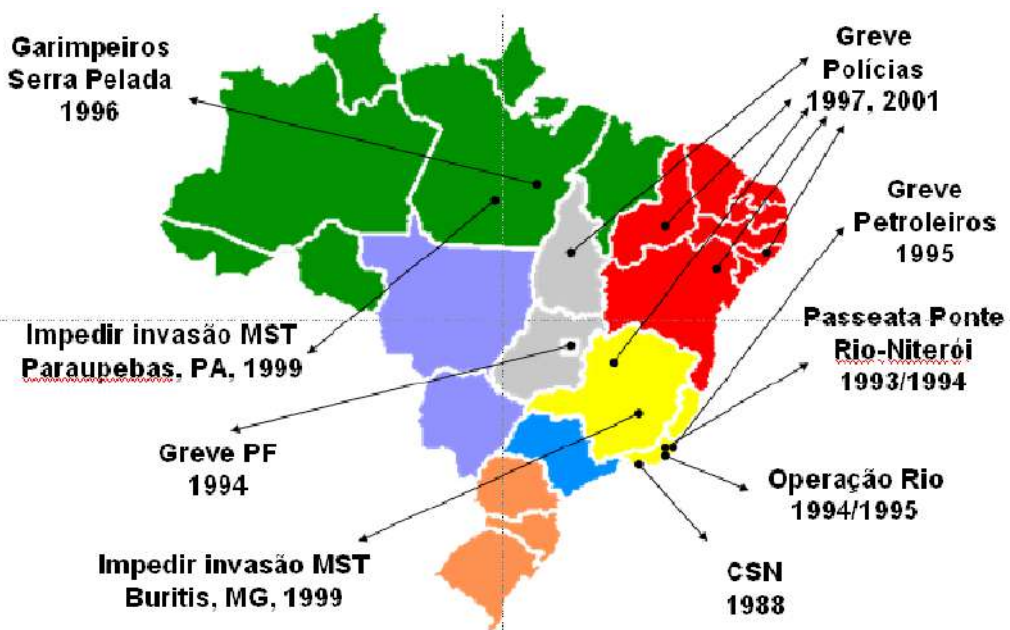 Garimpeiros
Serra Pelada
1996
Greve
Polícias
1997, 2001
Greve
Petroleiros
1995
Impedir invasão MST
Paraupebas, PA, 1999
Passeata Ponte
Rio-Niterói
1993/1994
Greve PF
1994
Operação Rio
1994/1995
Impedir invasão MST
Buritis, MG, 1999
CSN
1988